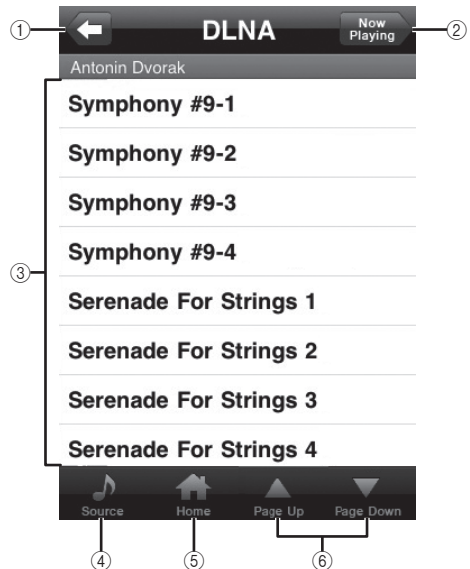 ① DLNA Now Playing ②
Antonin Dvorak
Symphony #9-1
Symphony #9-2
Symphony #9-3
Symphony #9-4
③
Serenade For Strings 1
Serenade For Strings 2
Serenade For Strings 3
Serenade For Strings 4
Source Home Page Up Page Down
④ ⑤ ⑥